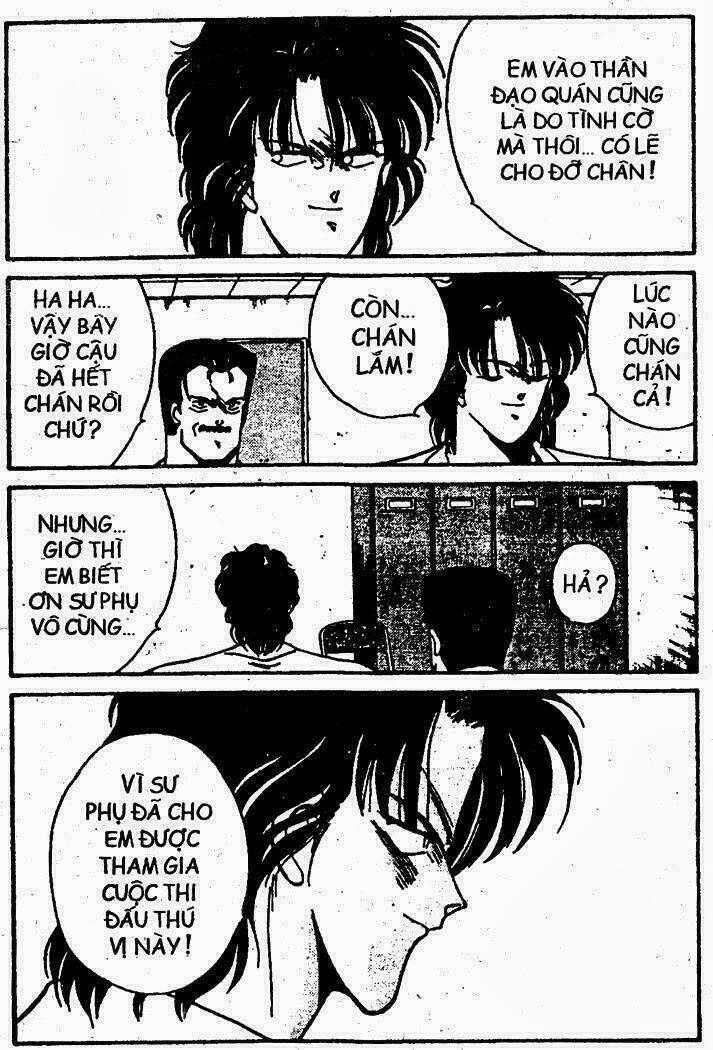 EM VÀO THẦN
ĐẠO QUÁN CŨNG
LÀ DO TÌNH CỜ
MÀ THÔI... CÓ LẼ
CHO ĐỠ CHÂN!
HA HA...
VẬY BÂY
GIỜ CẬU
ĐÃ HẾT
CHÁN RỒI
CHỨ?
CÒN...
CHÁN
LẮM!
LÚC
NÀO
CŨNG
CHÁN
CẢ!
NHƯNG...
GIỜ THÌ
EM BIẾT
ƠN SƯ PHỤ
VÔ CÙNG...
HẢ?
VÌ SƯ
PHỤ ĐÃ CHO
EM ĐƯỢC
THAM GIA
CUỘC THI
ĐẤU THÚ
VỊ NÀY!